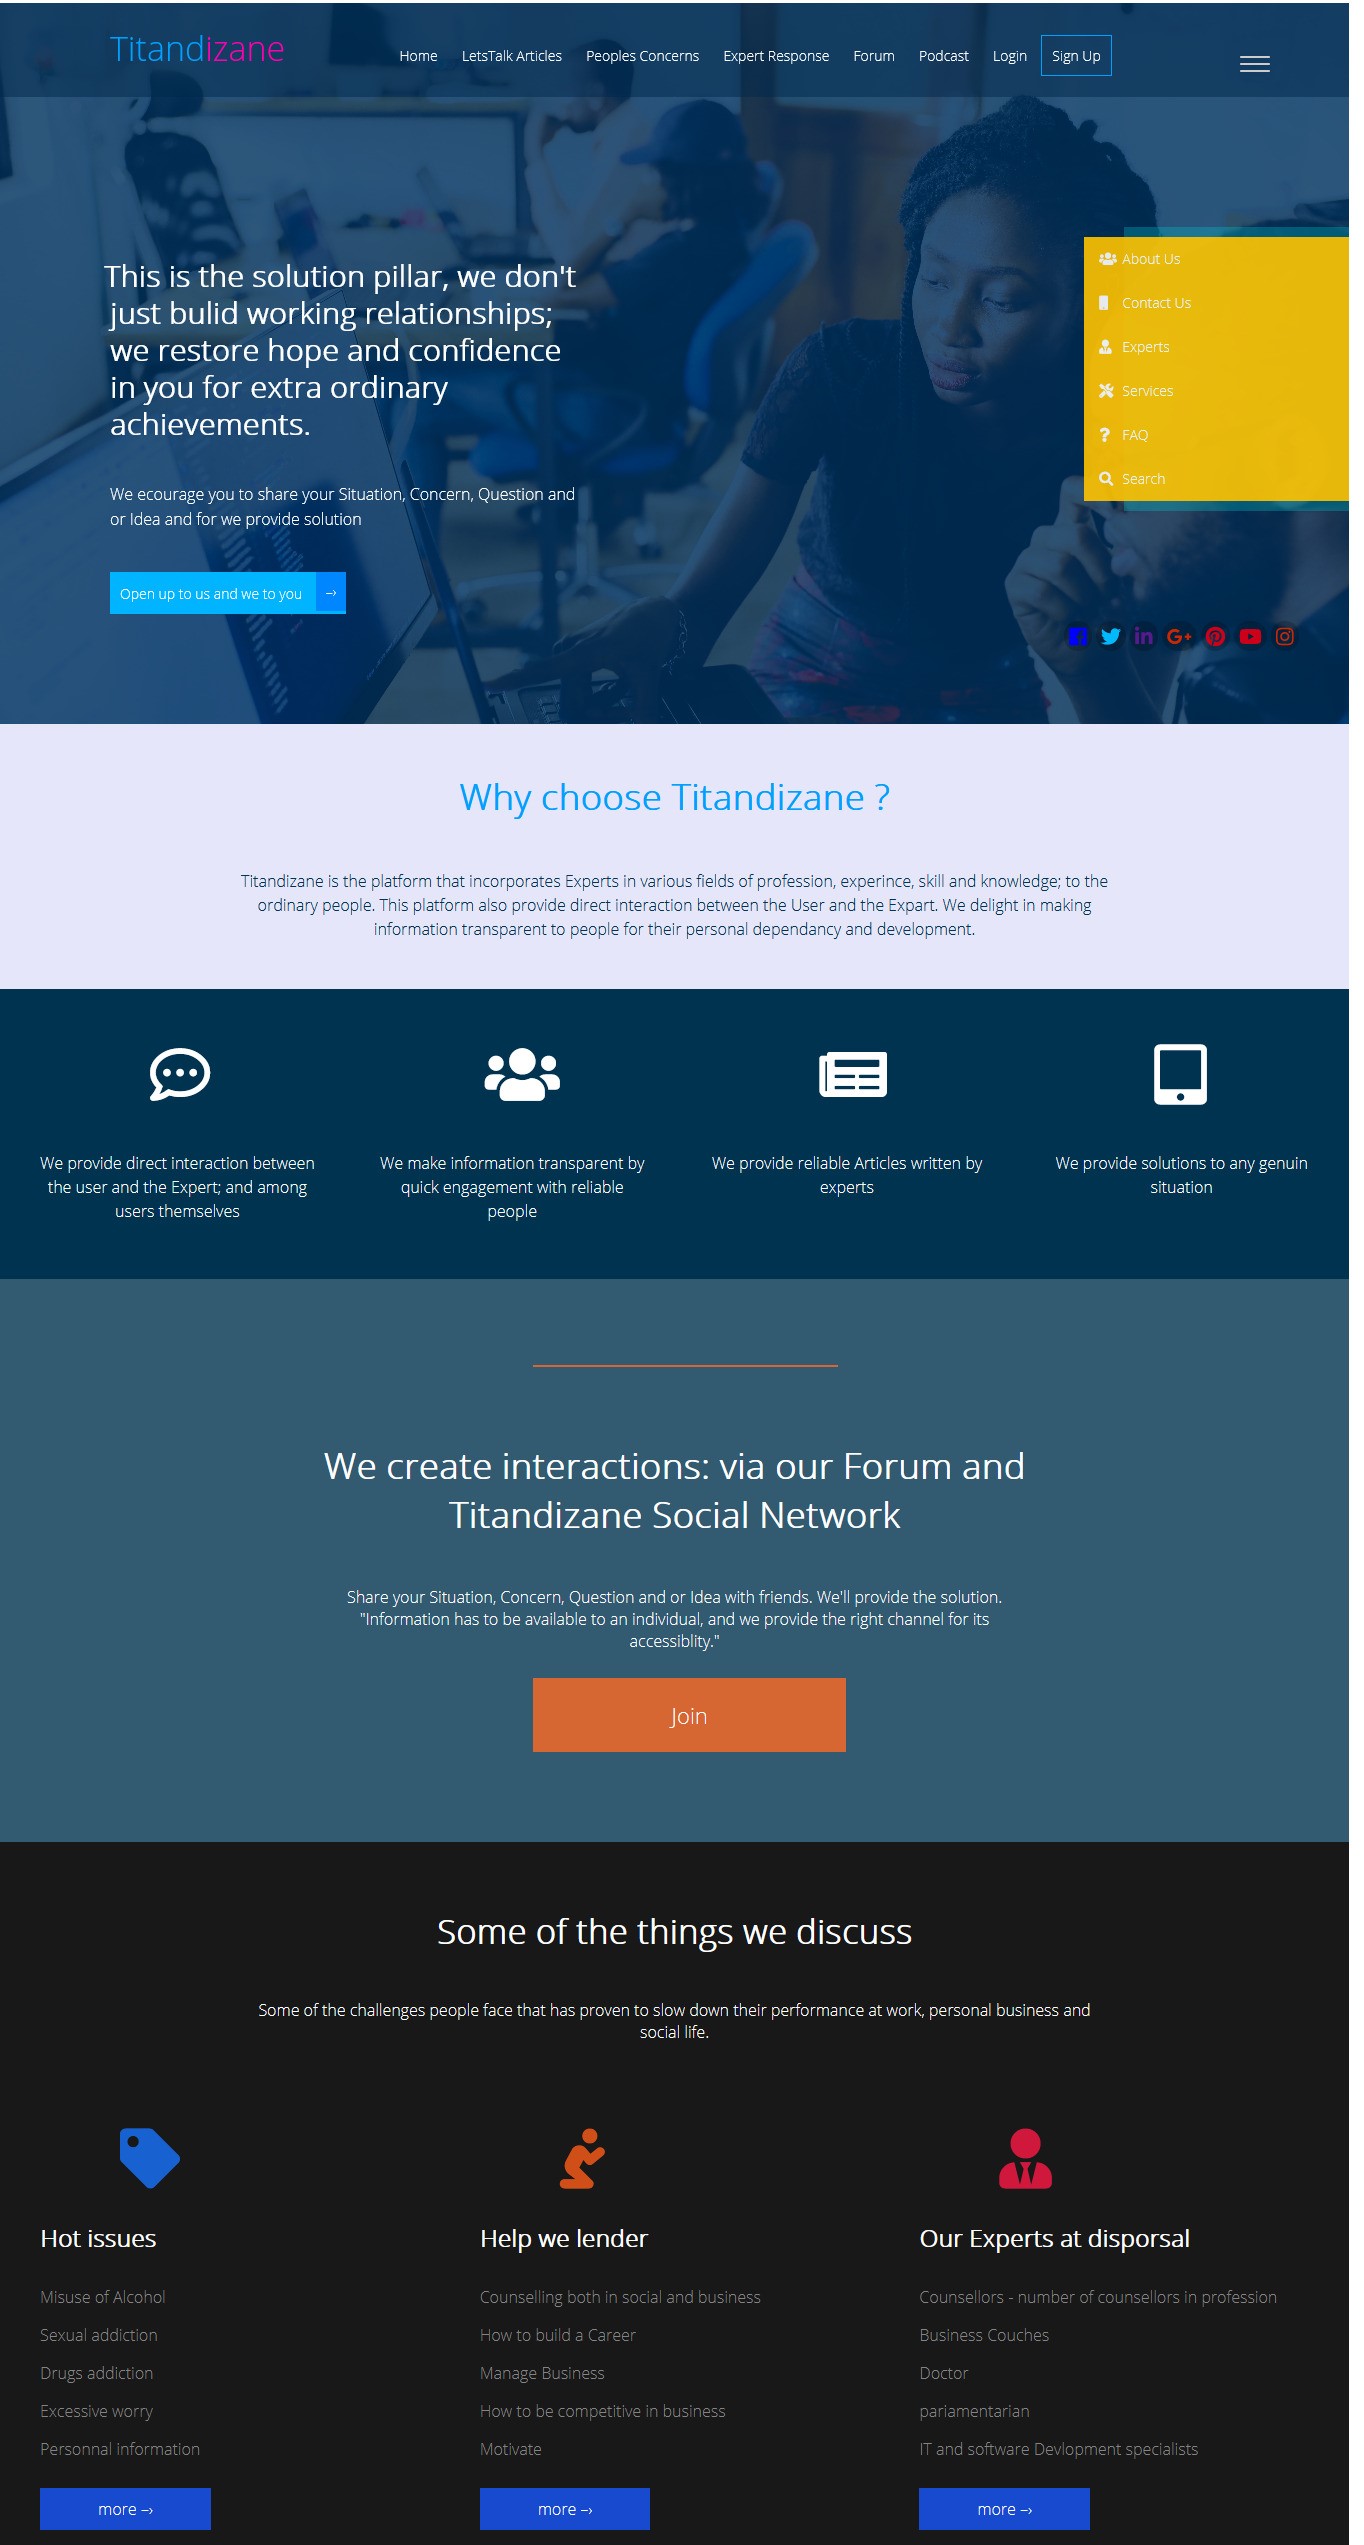 Titandizane
Home LetsTalk Articles Peoples Concerns Expert Response Forum Podcast Login Sign Up
This is the solution pillar, we don't
just bulid working relationships;
we restore hope and confidence
in you for extra ordinary
achievements.
We ecourage you to share your Situation, Concern, Question and
or Idea and for we provide solution
Open up to us and we to you →
About Us
Contact Us
Experts
Services
FAQ
Search
Why choose Titandizane ?
Titandizane is the platform that incorporates Experts in various fields of profession, experince, skill and knowledge; to the
ordinary people. This platform also provide direct interaction between the User and the Expart. We delight in making
information transparent to people for their personal dependancy and development.
We provide direct interaction between
the user and the Expert; and among
users themselves
We make information transparent by
quick engagement with reliable
people
We provide reliable Articles written by
experts
We provide solutions to any genuin
situation
We create interactions: via our Forum and
Titandizane Social Network
Share your Situation, Concern, Question and or Idea with friends. We'll provide the solution.
"Information has to be available to an individual, and we provide the right channel for its
accessiblity."
Join
Some of the things we discuss
Some of the challenges people face that has proven to slow down their performance at work, personal business and
social life.
Hot issues
Misuse of Alcohol
Sexual addiction
Drugs addiction
Excessive worry
Personnal information
more –›
Help we lender
Counselling both in social and business
How to build a Career
Manage Business
How to be competitive in business
Motivate
more –›
Our Experts at disporsal
Counsellors - number of counsellors in profession
Business Couches
Doctor
pariamentarian
IT and software Devlopment specialists
more –›